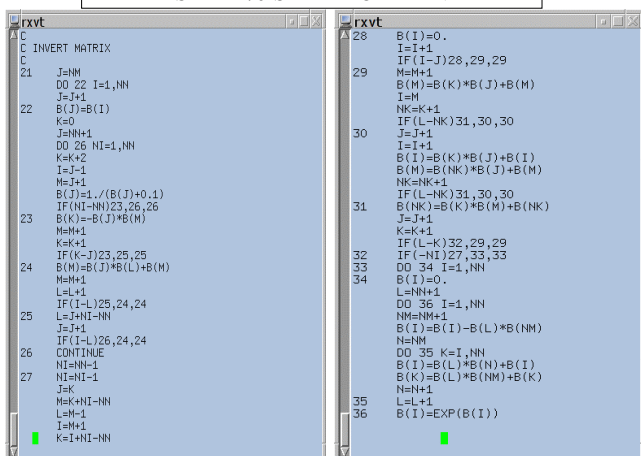 rxvt
C
C INVERT MATRIX
C
21 J=NM
DO 22 I=1,NN
J=J+1
22 B(J)=B(I)
K=0
J=NN+1
DO 26 NI=1,NN
K=K+2
I=J-1
M=J+1
B(J)=1./(B(J)+0.1)
IF(NI-NN)23,26,26
23 B(K)=-B(J)*B(M)
M=M+1
K=K+1
IF(K-J)23,25,25
24 B(M)=B(J)*B(L)+B(M)
M=M+1
L=L+1
IF(I-L)25,24,24
25 L=J+NI-NN
J=J+1
IF(I-L)26,24,24
26 CONTINUE
NI=NN-1
27 NI=NI-1
J=K
M=K+NI-NN
L=M-1
I=M+1
K=I+NI-NN
rxvt
28 B(I)=0.
I=I+1
IF(I-J)28,29,29
29 M=M+1
B(M)=B(K)*B(J)+B(M)
I=M
NK=K+1
IF(L-NK)31,30,30
30 J=J+1
I=I+1
B(I)=B(K)*B(J)+B(I)
B(M)=B(NK)*B(J)+B(M)
NK=NK+1
IF(L-NK)31,30,30
31 B(NK)=B(K)*B(M)+B(NK)
J=J+1
K=K+1
IF(L-K)32,29,29
32 IF(-NI)27,33,33
33 DO 34 I=1,NN
34 B(I)=0.
L=NN+1
DO 36 I=1,NN
NM=NM+1
B(I)=B(I)-B(L)*B(NM)
N=NM
DO 35 K=I,NN
B(I)=B(L)*B(N)+B(I)
B(K)=B(L)*B(NM)+B(K)
N=N+1
35 L=L+1
36 B(I)=EXP(B(I))